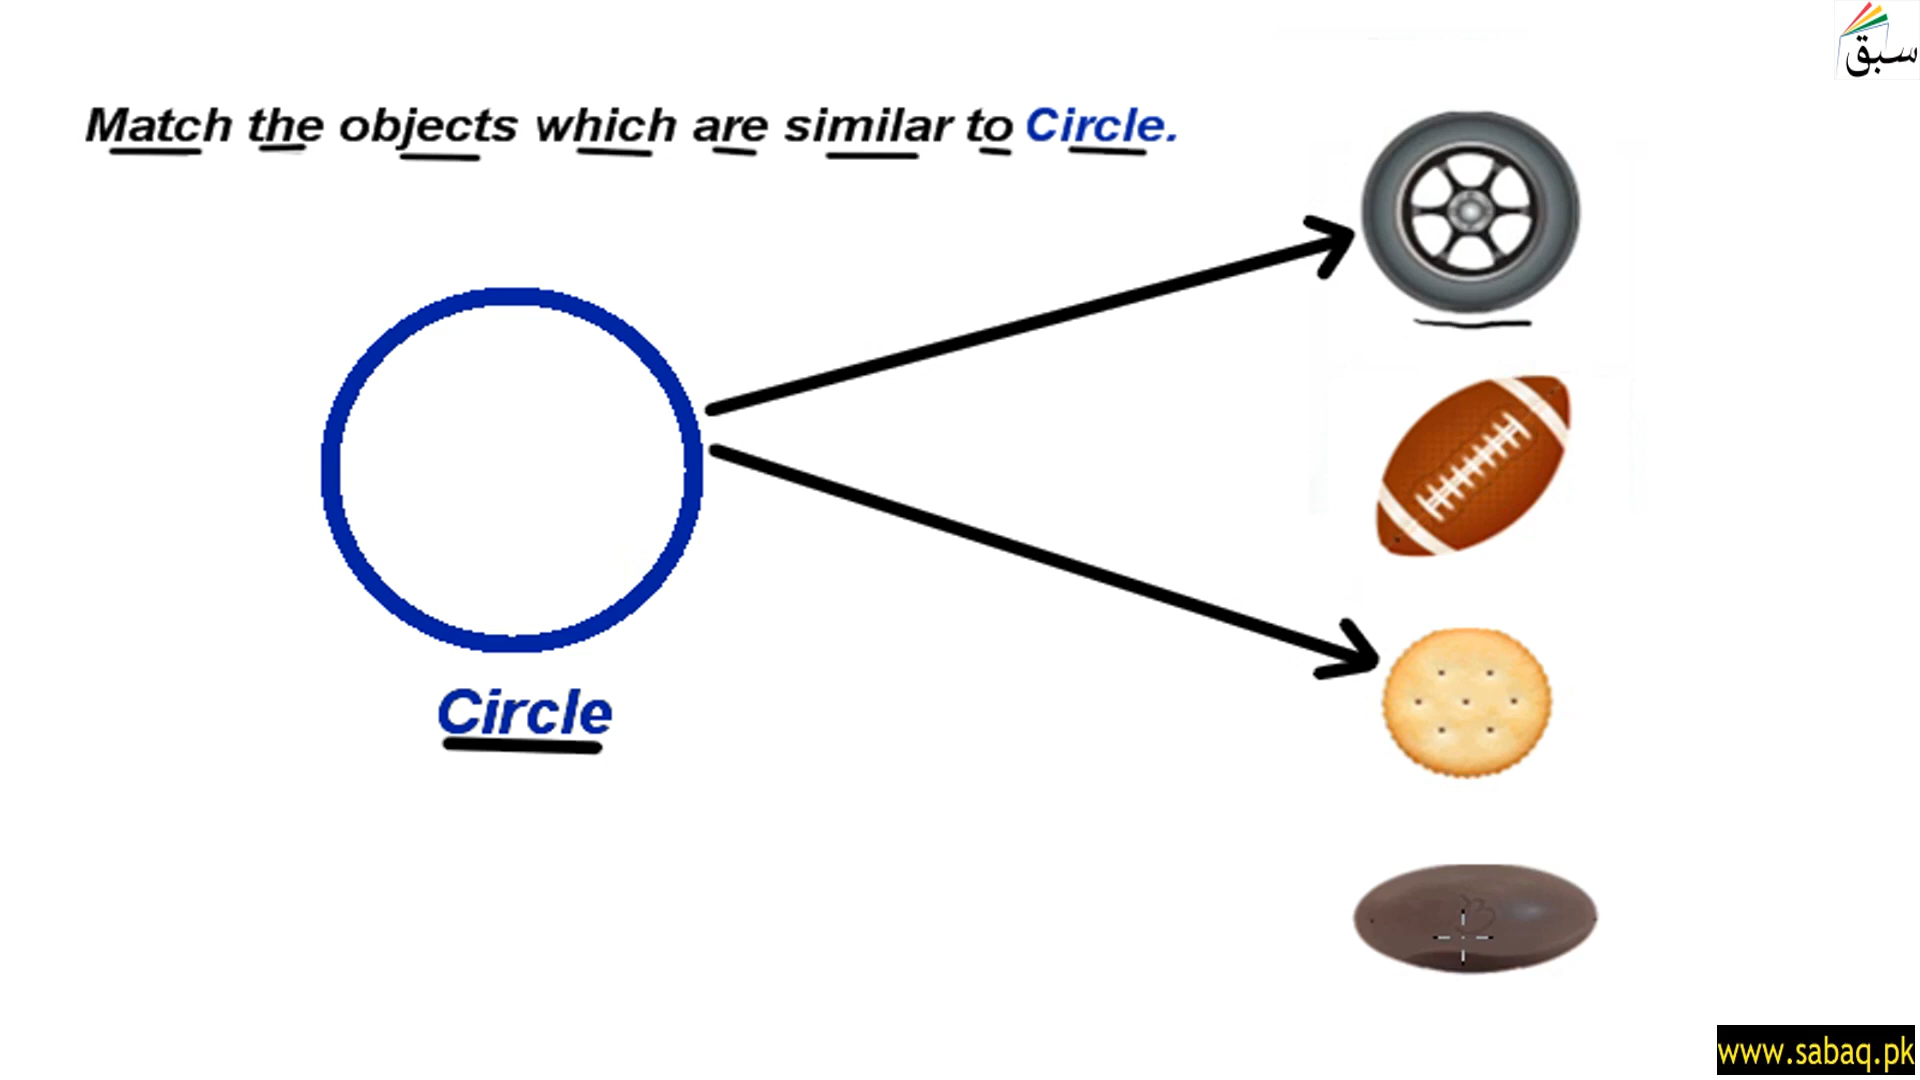 سبق
Match the objects which are similar to Circle.
Circle
www.sabaq.pk